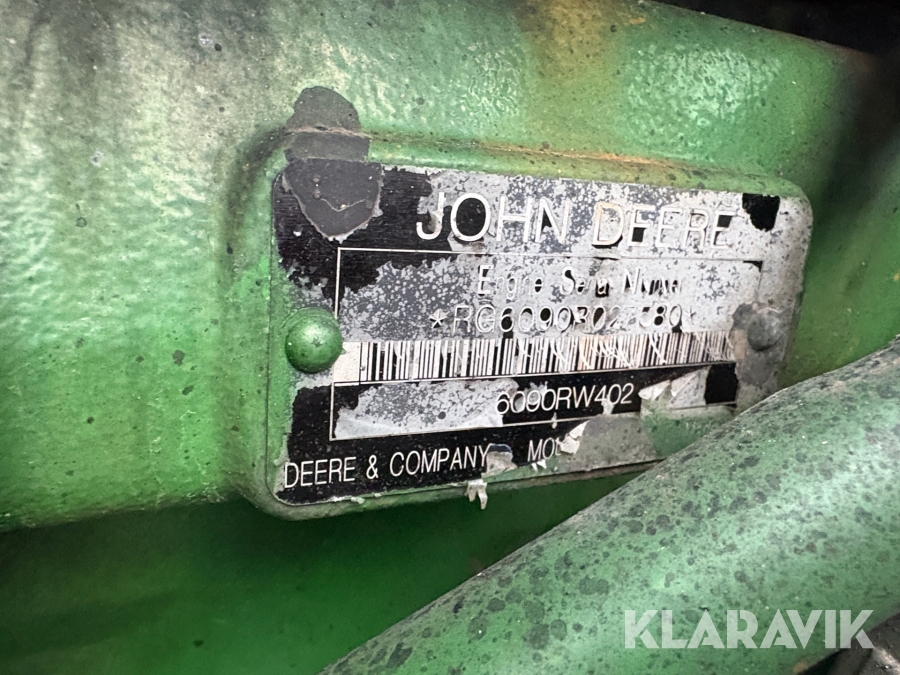 JOHN DEERE
Engine Serial Number
6090RW402
DEERE & COMPANY
KLARAVIK